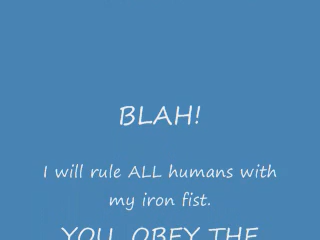 BLAH!
I will rule ALL humans with
my iron fist.
YOU OBEY THE